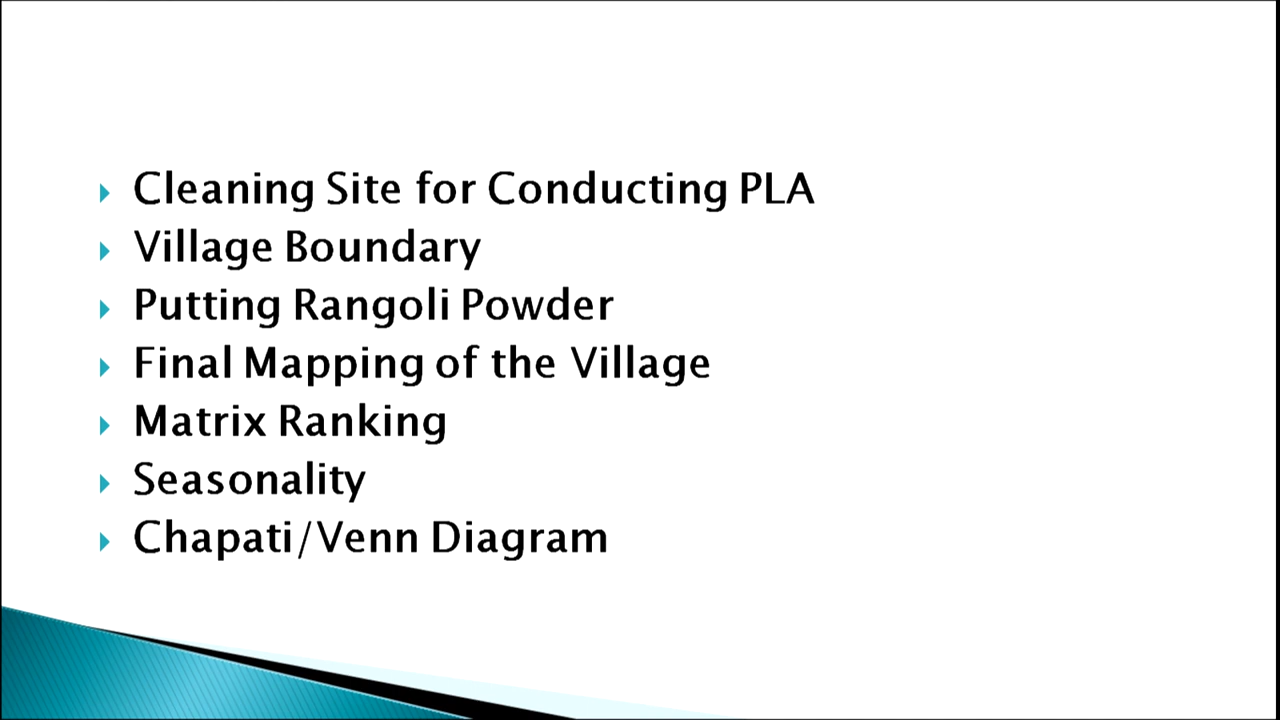 Cleaning Site for Conducting PLA
Village Boundary
Putting Rangoli Powder
Final Mapping of the Village
Matrix Ranking
Seasonality
Chapati/Venn Diagram